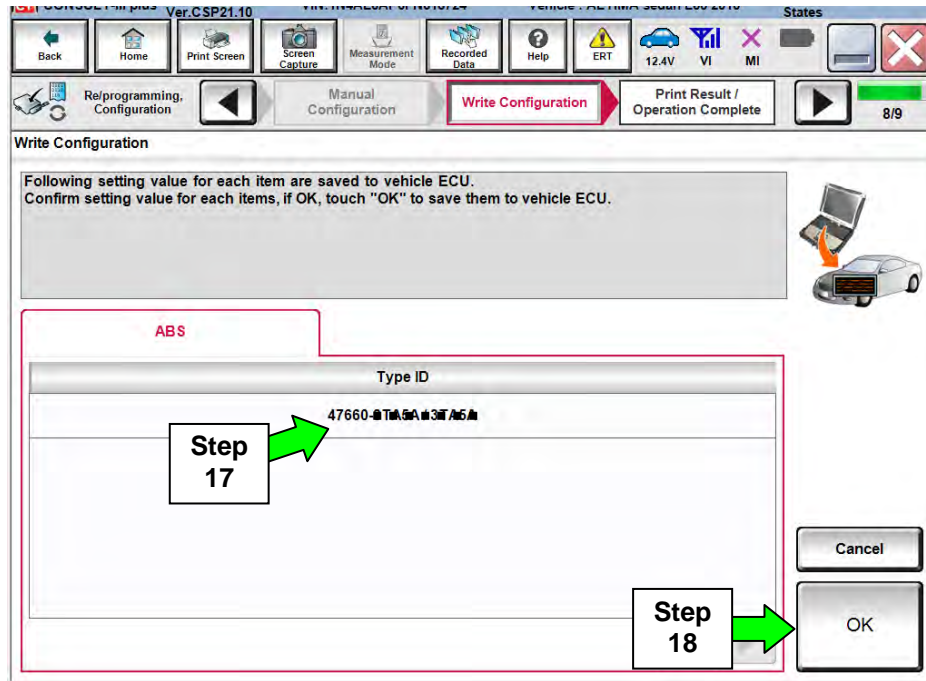 Ver.CSP21.10
States
Back
Home
Print Screen
Screen
Capture
Measurement
Mode
Recorded
Data
Help
ERT
12.4V
VI
MI
Re/programming,
Configuration
Manual
Configuration
Write Configuration
Print Result /
Operation Complete
8/9
Write Configuration
Following setting value for each item are saved to vehicle ECU.
Confirm setting value for each items, if OK, touch "OK" to save them to vehicle ECU.
ABS
Type ID
47660-
Step
17
Cancel
Step
18
OK